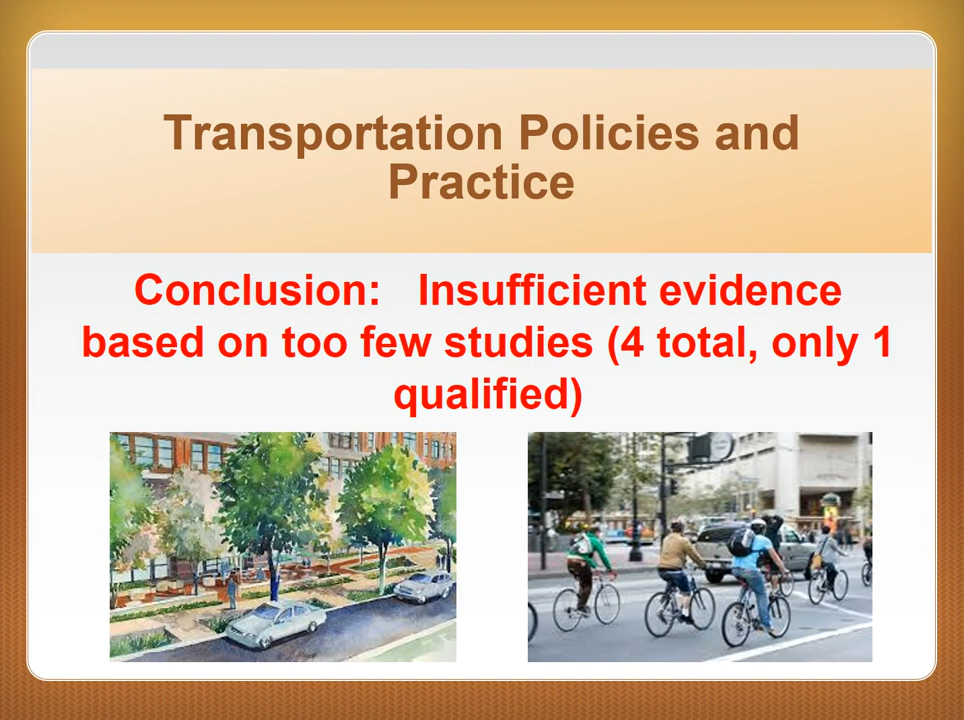 Transportation Policies and
Practice
Conclusion:   Insufficient evidence
based on too few studies (4 total, only 1
qualified)